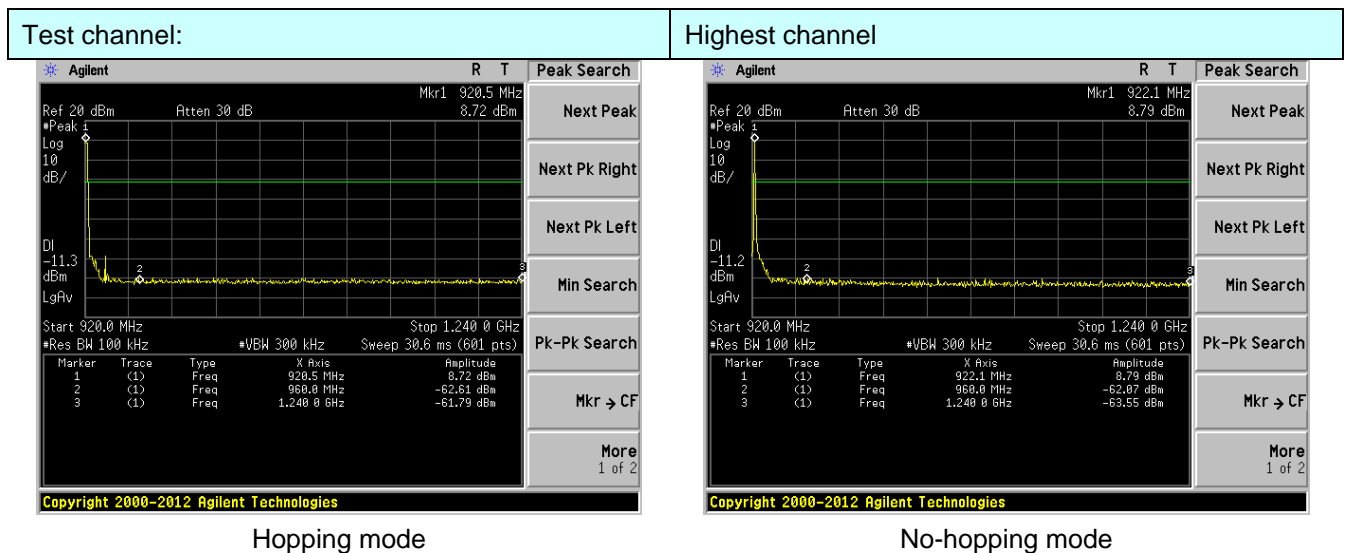 Test channel: Highest channel
Agilent R T Peak Search
Mkr1 920.5 MHz
Ref 20 dBm Atten 30 dB 8.72 dBm
#Peak 1
Log
10
dB/
DI
-11.3
dBm
LgAv
2
3
Start 920.0 MHz Stop 1.240 0 GHz
#Res BW 100 kHz #VBW 300 kHz Sweep 30.6 ms (601 pts)
Marker Trace Type X Axis Amplitude
1 (1) Freq 920.5 MHz 8.72 dBm
2 (1) Freq 960.0 MHz -62.61 dBm
3 (1) Freq 1.240 0 GHz -61.79 dBm
Copyright 2000-2012 Agilent Technologies
Next Peak
Next Pk Right
Next Pk Left
Min Search
Pk-Pk Search
Mkr → CF
More
1 of 2
Hopping mode
Agilent R T Peak Search
Mkr1 922.1 MHz
Ref 20 dBm Atten 30 dB 8.79 dBm
#Peak 1
Log
10
dB/
DI
-11.2
dBm
LgAv
2
3
Start 920.0 MHz Stop 1.240 0 GHz
#Res BW 100 kHz #VBW 300 kHz Sweep 30.6 ms (601 pts)
Marker Trace Type X Axis Amplitude
1 (1) Freq 922.1 MHz 8.79 dBm
2 (1) Freq 960.0 MHz -62.07 dBm
3 (1) Freq 1.240 0 GHz -63.55 dBm
Copyright 2000-2012 Agilent Technologies
Next Peak
Next Pk Right
Next Pk Left
Min Search
Pk-Pk Search
Mkr → CF
More
1 of 2
No-hopping mode